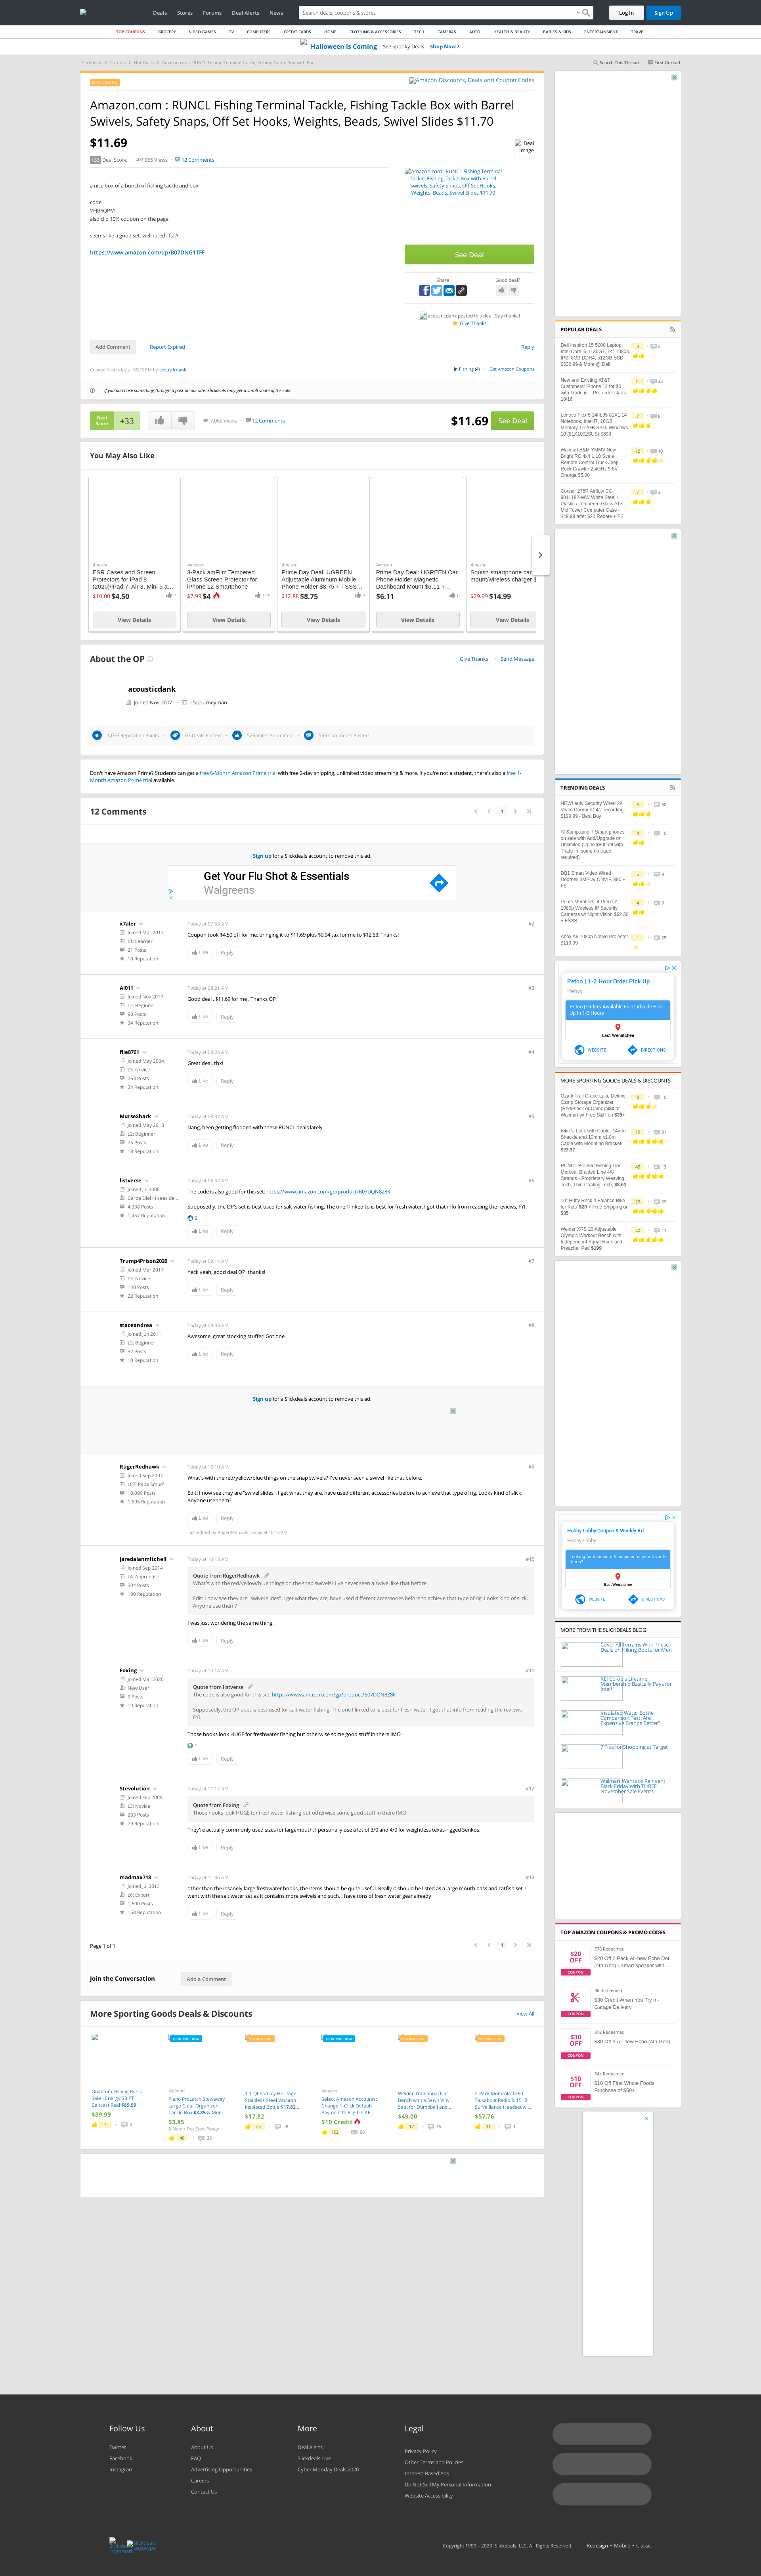 Deals Stores Forums Deal Alerts News
Search deals, coupons & stores
Log In Sign Up
TOP COUPONS GROCERY VIDEO GAMES TV COMPUTERS CREDIT CARDS HOME CLOTHING & ACCESSORIES TECH CAMERAS AUTO HEALTH & BEAUTY BABIES & KIDS ENTERTAINMENT TRAVEL
Halloween is Coming See Spooky Deals Shop Now ›
Slickdeals › Forums › Hot Deals › Amazon.com : RUNCL Fishing Terminal Tackle, Fishing Tackle Box with Bar...
Search This Thread First Unread
Amazon Discounts, Deals and Coupon Codes
Amazon.com : RUNCL Fishing Terminal Tackle, Fishing Tackle Box with Barrel
Swivels, Safety Snaps, Off Set Hooks, Weights, Beads, Swivel Slides $11.70
$11.69
Deal Image
+33 Deal Score 7,065 Views 12 Comments
Amazon.com : RUNCL Fishing Terminal
Tackle, Fishing Tackle Box with Barrel
Swivels, Safety Snaps, Off Set Hooks,
Weights, Beads, Swivel Slides $11.70
a nice box of a bunch of fishing tackle and box
code
VFJB6QPM
also clip 10% coupon on the page
seems like a good set. well rated , fs: A
https://www.amazon.com/dp/B07DNG1TFF
See Deal
Share Good deal?
acousticdank posted this deal. Say thanks!
Give Thanks
Add Comment Report Expired Reply
Created Yesterday at 05:28 PM by acousticdank
in Fishing (4) Get Amazon Coupons
If you purchase something through a post on our site, Slickdeals may get a small share of the sale.
Deal Score +33 7,065 Views 12 Comments $11.69 See Deal
You May Also Like
Amazon
ESR Cases and Screen
Protectors for iPad 8
(2020)/iPad 7, Air 3, Mini 5 a...
$10.00 $4.50 7
View Details
Amazon
3-Pack amFilm Tempered
Glass Screen Protector for
iPhone 12 Smartphone
$7.99 $4 129
View Details
Amazon
Prime Day Deal: UGREEN
Adjustable Aluminum Mobile
Phone Holder $8.75 + FSSS...
$12.88 $8.75 2
View Details
Amazon
Prime Day Deal: UGREEN Car
Phone Holder Magnetic
Dashboard Mount $6.11 +...
$6.11 0
View Details
Amazon
Squish smartphone car
mount/wireless charger $
$29.99 $14.99
View Details
About the OP Give Thanks Send Message
acousticdank
Joined Nov 2007 L5: Journeyman
1,033 Reputation Points 63 Deals Posted 529 Votes Submitted 599 Comments Posted
Don't have Amazon Prime? Students can get a free 6-Month Amazon Prime trial with free 2-day shipping, unlimited video streaming & more. If you're not a student, there's also a free 1-
Month Amazon Prime trial available.
12 Comments 1
Sign up for a Slickdeals account to remove this ad.
Get Your Flu Shot & Essentials
Walgreens
x7aler
Joined Mar 2017
L1: Learner
21 Posts
10 Reputation
Today at 07:55 AM #2
Coupon took $4.50 off for me, bringing it to $11.69 plus $0.94 tax for me to $12.63. Thanks!
Like Reply
Al011
Joined Nov 2017
L2: Beginner
90 Posts
34 Reputation
Today at 08:21 AM #3
Good deal . $11.69 for me . Thanks OP
Like Reply
file8761
Joined May 2004
L3: Novice
263 Posts
34 Reputation
Today at 08:26 AM #4
Great deal, thx!
Like Reply
MurseShark
Joined May 2018
L2: Beginner
75 Posts
18 Reputation
Today at 08:37 AM #5
Dang, been getting flooded with these RUNCL deals lately.
Like Reply
listverse
Joined Jul 2006
Carpe Diel - I sees de...
4,938 Posts
1,457 Reputation
Today at 08:52 AM #6
The code is also good for this set: https://www.amazon.com/gp/product/B07DQN8Z8K
Supposedly, the OP's set is best used for salt water fishing. The one I linked to is best for fresh water. I got that info from reading the reviews, FYI.
2
Like Reply
Trump4Prison2020
Joined Mar 2017
L3: Novice
140 Posts
22 Reputation
Today at 09:14 AM #7
heck yeah, good deal OP. thanks!
Like Reply
staceandrea
Joined Jun 2011
L2: Beginner
32 Posts
10 Reputation
Today at 09:33 AM #8
Awesome, great stocking stuffer! Got one.
Like Reply
Sign up for a Slickdeals account to remove this ad.
RugerRedhawk
Joined Sep 2007
L87: Papa Smurf
10,099 Posts
1,695 Reputation
Today at 10:10 AM #9
What's with the red/yellow/blue things on the snap swivels? I've never seen a swivel like that before.
Edit: I now see they are "swivel slides". I get what they are, have used different accessories before to achieve that type of rig. Looks kind of slick.
Anyone use them?
Like Reply
Last edited by RugerRedhawk Today at 10:13 AM
jaredalanmitchell
Joined Sep 2014
L4: Apprentice
304 Posts
100 Reputation
Today at 10:13 AM #10
Quote from RugerRedhawk
What's with the red/yellow/blue things on the snap swivels? I've never seen a swivel like that before.
Edit: I now see they are "swivel slides". I get what they are, have used different accessories before to achieve that type of rig. Looks kind of slick.
Anyone use them?
I was just wondering the same thing.
Like Reply
Foxing
Joined Mar 2020
New User
9 Posts
10 Reputation
Today at 10:14 AM #11
Quote from listverse
The code is also good for this set: https://www.amazon.com/gp/product/B07DQN8Z8K
Supposedly, the OP's set is best used for salt water fishing. The one I linked to is best for fresh water. I got that info from reading the reviews,
FYI.
Those hooks look HUGE for freshwater fishing but otherwise some good stuff in there IMO
1
Like Reply
Stevolution
Joined Feb 2009
L3: Novice
233 Posts
79 Reputation
Today at 11:12 AM #12
Quote from Foxing
Those hooks look HUGE for freshwater fishing but otherwise some good stuff in there IMO
They're actually commonly used sizes for largemouth. I personally use a lot of 3/0 and 4/0 for weightless texas-rigged Senkos.
Like Reply
madmax718
Joined Jul 2013
L6: Expert
1,600 Posts
158 Reputation
Today at 11:36 AM #13
other than the insanely large freshwater hooks, the items should be quite useful. Really it should be listed as a large mouth bass and catfish set. I
went with the salt water set as it contains more swivels and such. I have tons of fresh water gear already.
Like Reply
Page 1 of 1 1
Join the Conversation Add a Comment
More Sporting Goods Deals & Discounts View All
Quantum Fishing Reels
Sale - Energy S3 PT
Baitcast Reel $89.99
$89.99
7 4
Walmart
Plano ProLatch Stowaway
Large Clear Organizer
Tackle Box $3.85 & Mor...
$3.85
& More + Free Store Pickup
46 28
1.1-Qt Stanley Heritage
Stainless Steel Vacuum
Insulated Bottle $17.82 ...
$17.82
25 28
Amazon
Select Amazon Accounts:
Change 1-Click Default
Payment to Eligible AE...
$10 Credit
102 9K
Weider Traditional Flat
Bench with a Sewn Vinyl
Seat for Dumbbell and...
$49.00
17 15
2-Pack Motorola T260
Talkabout Radio & 1518
Surveillance Headset wi...
$57.76
11 1
POPULAR DEALS
Dell Inspiron 15 5000 Laptop:
Intel Core i5 1135G7, 14" 1080p
IPS, 8GB DDR4, 512GB SSD
$636.99 & More @ Dell
4 2
New and Existing AT&T
Customers: iPhone 12 for $0
with Trade in – Pre-order starts
10/16
11 32
Lenovo Flex 5 14IIL05 81X1 14"
Notebook, Intel i7, 16GB
Memory, 512GB SSD, Windows
10 (81X1002SUS) $699
7 6
Walmart B&M YMMV New
Bright RC 4x4 1:10 Scale
Remote Control Truck Jeep
Rock Crawler 2.4GHz 9.6V.
Orange $5.00
12 19
Corsair 275R Airflow CC-
9011182-WW White Steel /
Plastic / Tempered Glass ATX
Mid Tower Computer Case -
$49.99 after $20 Rebate + FS
7 3
TRENDING DEALS
NEW! eufy Security Wired 2K
Video Doorbell 24/7 recording
$199.99 - Best Buy
6 60
AT&amp;amp;T Smart phones
on sale with Add/Upgrade on
Unlimited (Up to $800 off with
Trade in, some no trade
required)
4 10
DB1 Smart Video Wired
Doorbell 3MP w/ ONVIF, $80 +
FS
5 9
Prime Members: 4-Piece YI
1080p Wireless IP Security
Cameras w/ Night Vision $62.30
+ FSSS
4 9
Abox A6 1080p Native Projector
$119.99
1 25
Petco | 1-2 Hour Order Pick Up
Petco
Petco | Orders Available For Curbside Pick
Up in 1-2 Hours
East Wenatchee
WEBSITE DIRECTIONS
MORE SPORTING GOODS DEALS & DISCOUNTS
Ozark Trail Crane Lake Deluxe
Camp Storage Organizer
(Red/Black or Camo) $30 at
Walmart w/ Free S&H on $35+
9 10
Bike U Lock with Cable -14mm
Shackle and 10mm x1.8m
Cable with Mounting Bracket
$23.37
19 31
RUNCL Braided Fishing Line
Merced, Braided Line 4/8
Strands - Proprietary Weaving
Tech, Thin-Coating Tech, $8.63
45 13
10" Huffy Rock It Balance Bike
for Kids' $20 + Free Shipping on
$35+
22 29
Weider XRS 20 Adjustable
Olympic Workout Bench with
Independent Squat Rack and
Preacher Pad $199
22 11
Hobby Lobby Coupon & Weekly Ad
Hobby Lobby
Looking for discounts & coupons for your favorite
items?
East Wenatchee
WEBSITE DIRECTIONS
MORE FROM THE SLICKDEALS BLOG
Cover All Terrains With These
Deals on Hiking Boots for Men
REI Co-op's Lifetime
Membership Basically Pays for
Itself
Insulated Water Bottle
Comparison Test: Are
Expensive Brands Better?
7 Tips for Shopping at Target
Walmart Wants to Reinvent
Black Friday with THREE
November Sale Events
TOP AMAZON COUPONS & PROMO CODES
$20 OFF COUPON
578 Redeemed
$20 Off 2 Pack All-new Echo Dot
(4th Gen) | Smart speaker with...
COUPON
3k Redeemed
$30 Credit When You Try In-
Garage Delivery
$30 OFF COUPON
372 Redeemed
$30 Off 2 All-new Echo (4th Gen)
$10 OFF COUPON
54k Redeemed
$10 Off First Whole Foods
Purchase of $50+
Follow Us
Twitter
Facebook
Instagram
About
About Us
FAQ
Advertising Opportunities
Careers
Contact Us
More
Deal Alerts
Slickdeals Live
Cyber Monday Deals 2020
Legal
Privacy Policy
Other Terms and Policies
Interest-Based Ads
Do Not Sell My Personal Information
Website Accessibility
Copyright 1999 – 2020. Slickdeals, LLC. All Rights Reserved. Redesign • Mobile • Classic